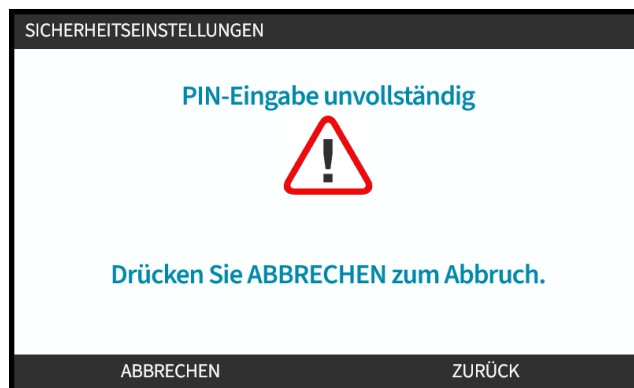 SICHERHEITSEINSTELLUNGEN
PIN-Eingabe unvollständig
!
Drücken Sie ABBRECHEN zum Abbruch.
ABBRECHEN ZURÜCK